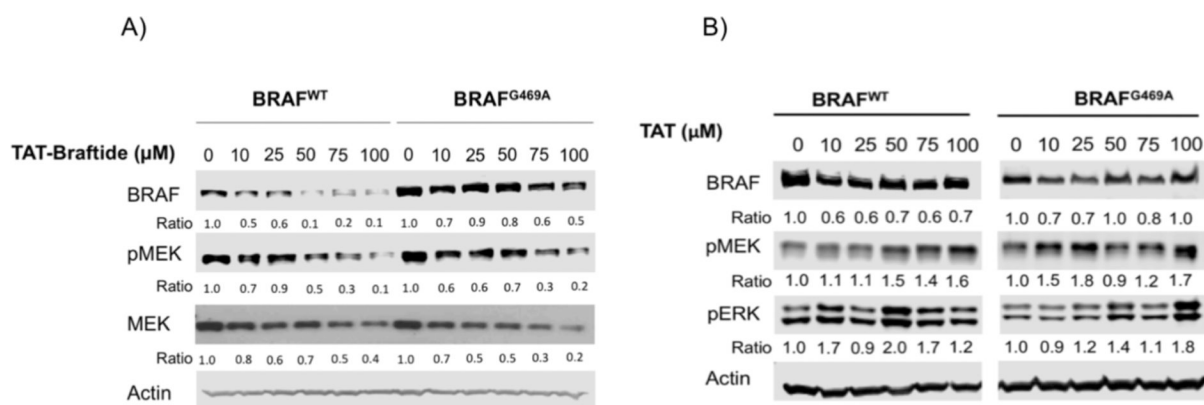 A)
BRAFWT BRAFG469A
TAT-Braftide (µM) 0 10 25 50 75 100 0 10 25 50 75 100
BRAF
Ratio 1.0 0.5 0.6 0.1 0.2 0.1 1.0 0.7 0.9 0.8 0.6 0.5
pMEK
Ratio 1.0 0.7 0.9 0.5 0.3 0.1 1.0 0.6 0.6 0.7 0.3 0.2
MEK
Ratio 1.0 0.8 0.6 0.7 0.5 0.4 1.0 0.7 0.5 0.5 0.3 0.2
Actin
B)
BRAFWT BRAFG469A
TAT (µM) 0 10 25 50 75 100 0 10 25 50 75 100
BRAF
Ratio 1.0 0.6 0.6 0.7 0.6 0.7 1.0 0.7 0.7 1.0 0.8 1.0
pMEK
Ratio 1.0 1.1 1.1 1.5 1.4 1.6 1.0 1.5 1.8 0.9 1.2 1.7
pERK
Ratio 1.0 1.7 0.9 2.0 1.7 1.2 1.0 0.9 1.2 1.4 1.1 1.8
Actin